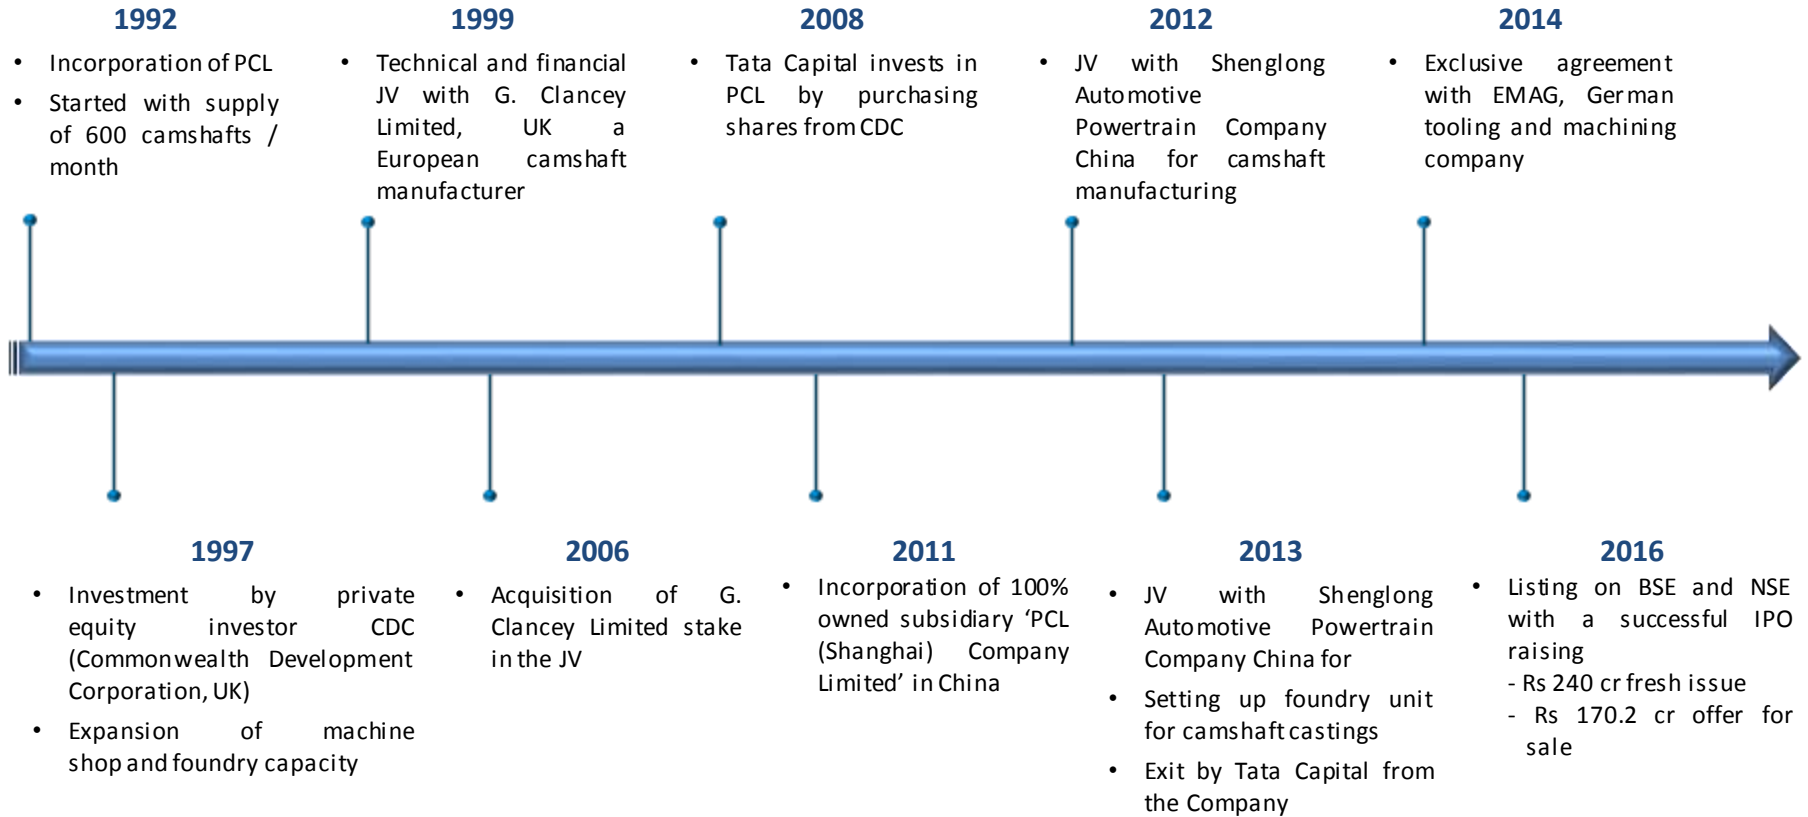 1992
• Incorporation of PCL
• Started with supply
of 600 camshafts /
month
1999
• Technical and financial
JV with G. Clancey
Limited, UK a
European camshaft
manufacturer
2008
• Tata Capital invests in
PCL by purchasing
shares from CDC
2012
• JV with Shenglong
Automotive
Powertrain Company
China for camshaft
manufacturing
2014
• Exclusive agreement
with EMAG, German
tooling and machining
company
1997
• Investment by private
equity investor CDC
(Commonwealth Development
Corporation, UK)
• Expansion of machine
shop and foundry capacity
2006
• Acquisition of G.
Clancey Limited stake
in the JV
2011
• Incorporation of 100%
owned subsidiary ‘PCL
(Shanghai) Company
Limited’ in China
2013
• JV with Shenglong
Automotive Powertrain
Company China for
• Setting up foundry unit
for camshaft castings
• Exit by Tata Capital from
the Company
2016
• Listing on BSE and NSE
with a successful IPO
raising
- Rs 240 cr fresh issue
- Rs 170.2 cr offer for
sale